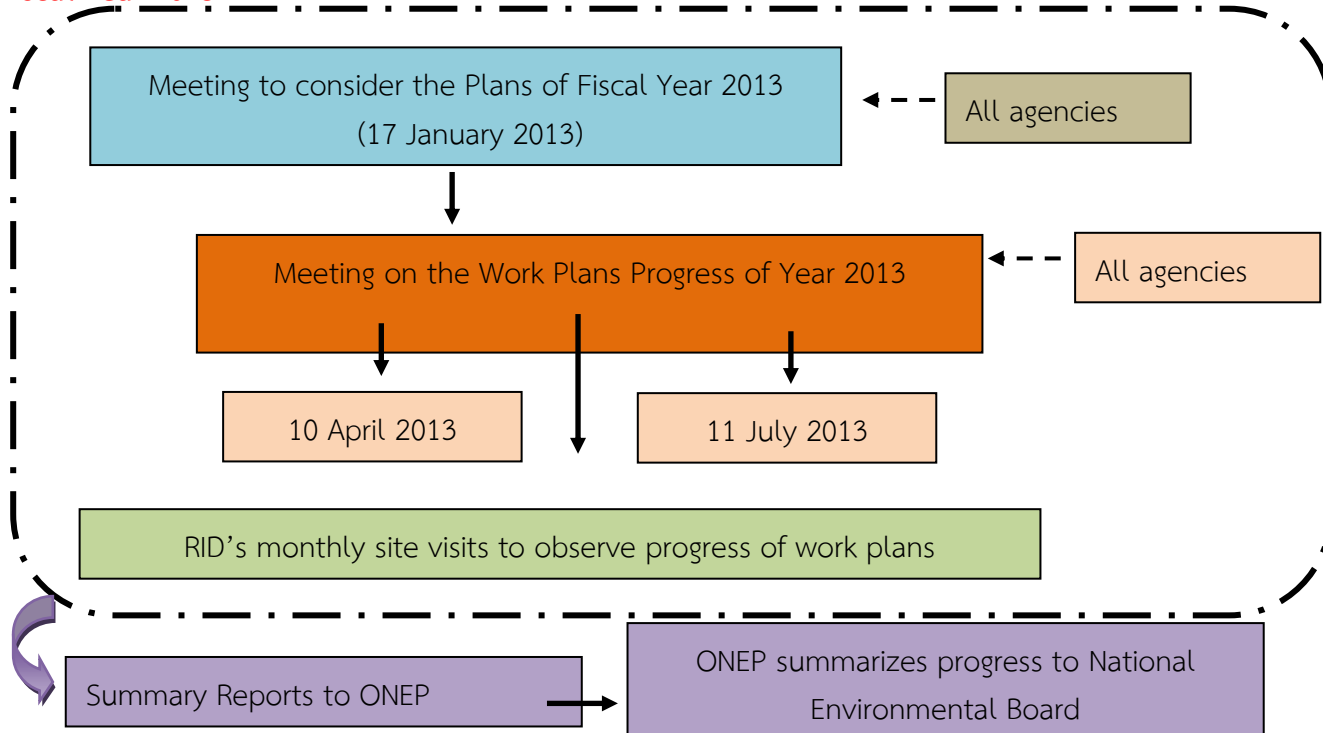 Meeting to consider the Plans of Fiscal Year 2013
(17 January 2013)
All agencies
Meeting on the Work Plans Progress of Year 2013
All agencies
10 April 2013
11 July 2013
RID’s monthly site visits to observe progress of work plans
Summary Reports to ONEP
ONEP summarizes progress to National
Environmental Board